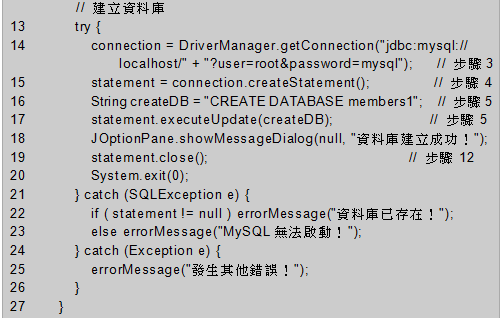 // 建立資料庫
13 try {
14 connection = DriverManager.getConnection("jdbc:mysql://
localhost/" + "?user=root&password=mysql"); // 步驟 3
15 statement = connection.createStatement(); // 步驟 4
16 String createDB = "CREATE DATABASE members1"; // 步驟 5
17 statement.executeUpdate(createDB); // 步驟 5
18 JOptionPane.showMessageDialog(null, "資料庫建立成功！");
19 statement.close(); // 步驟 12
20 System.exit(0);
21 } catch (SQLException e) {
22 if ( statement != null ) errorMessage("資料庫已存在！");
23 else errorMessage("MySQL 無法啟動！");
24 } catch (Exception e) {
25 errorMessage("發生其他錯誤！");
26 }
27 }